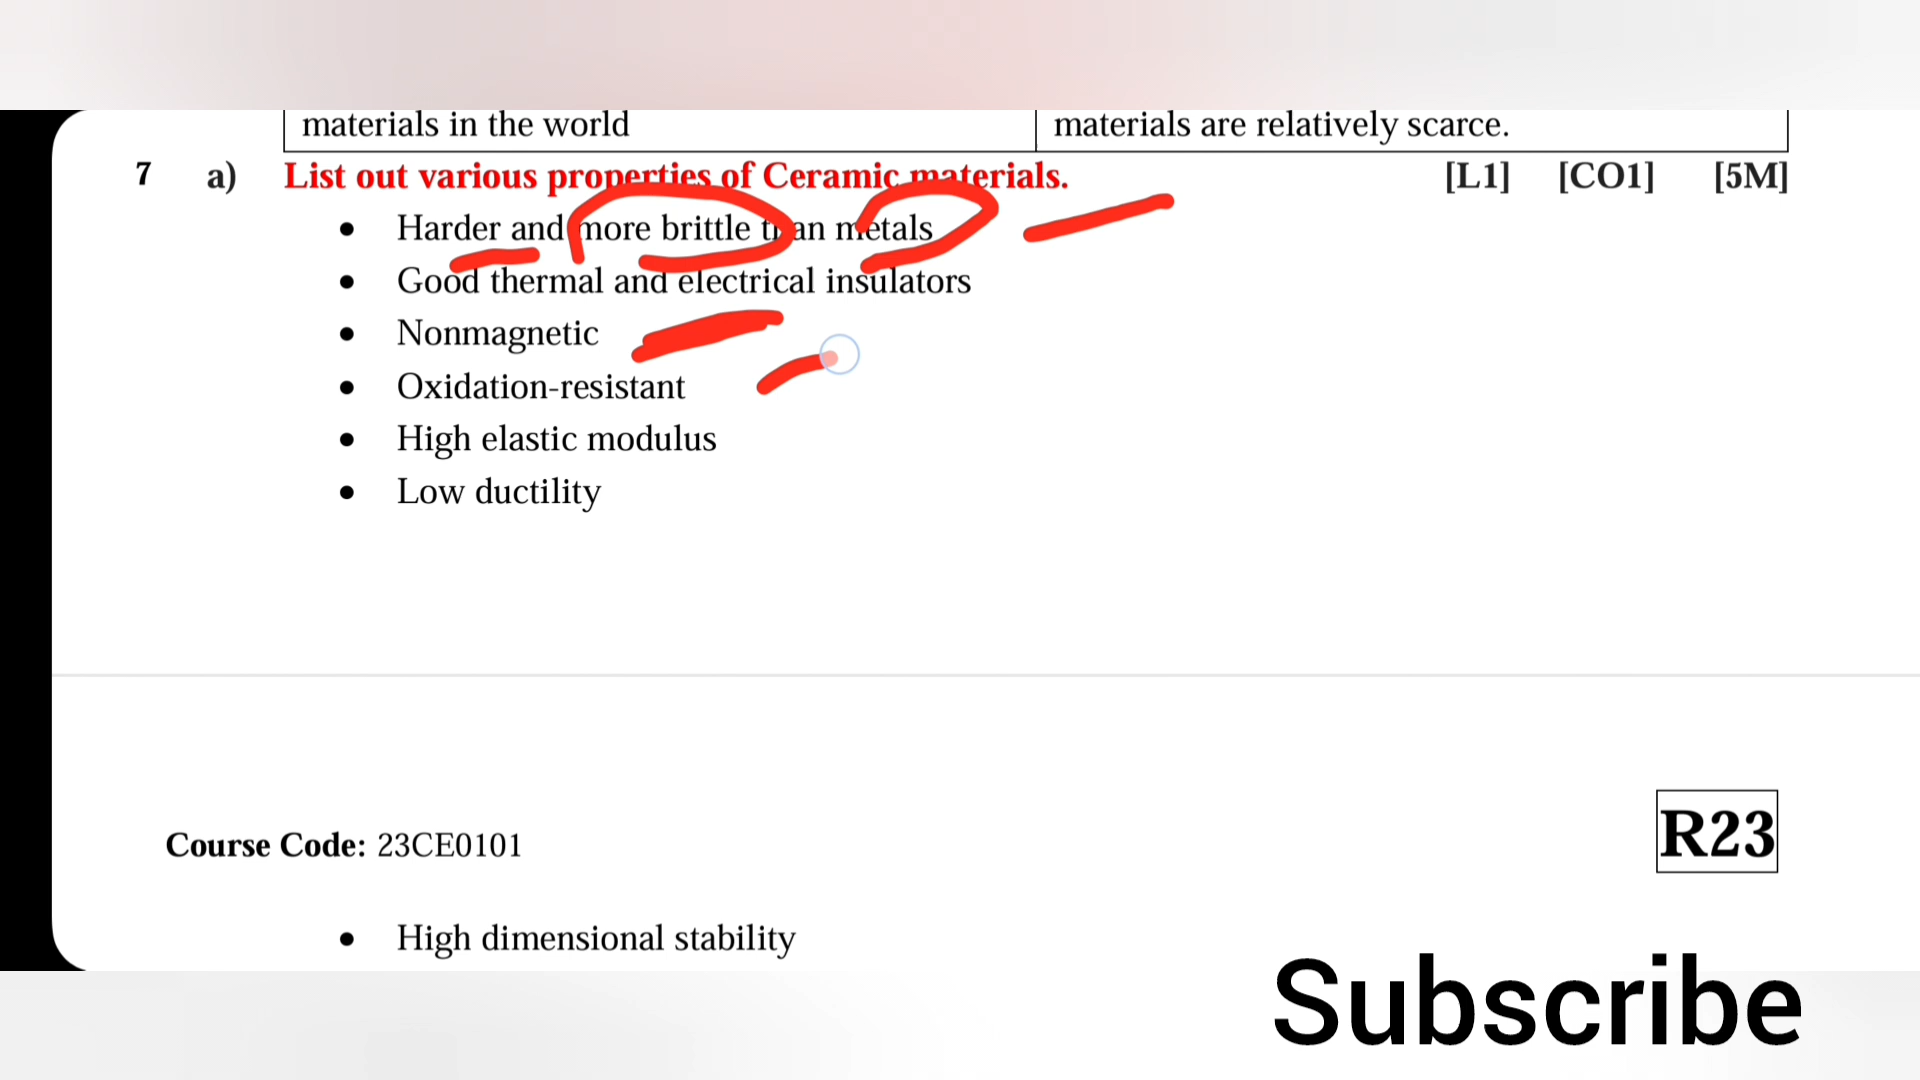 materials in the world materials are relatively scarce.
7 a) List out various properties of Ceramic materials. [L1] [CO1] [5M]
• Harder and more brittle than metals
• Good thermal and electrical insulators
• Nonmagnetic
• Oxidation-resistant
• High elastic modulus
• Low ductility
R23
Course Code: 23CE0101
• High dimensional stability
Subscribe